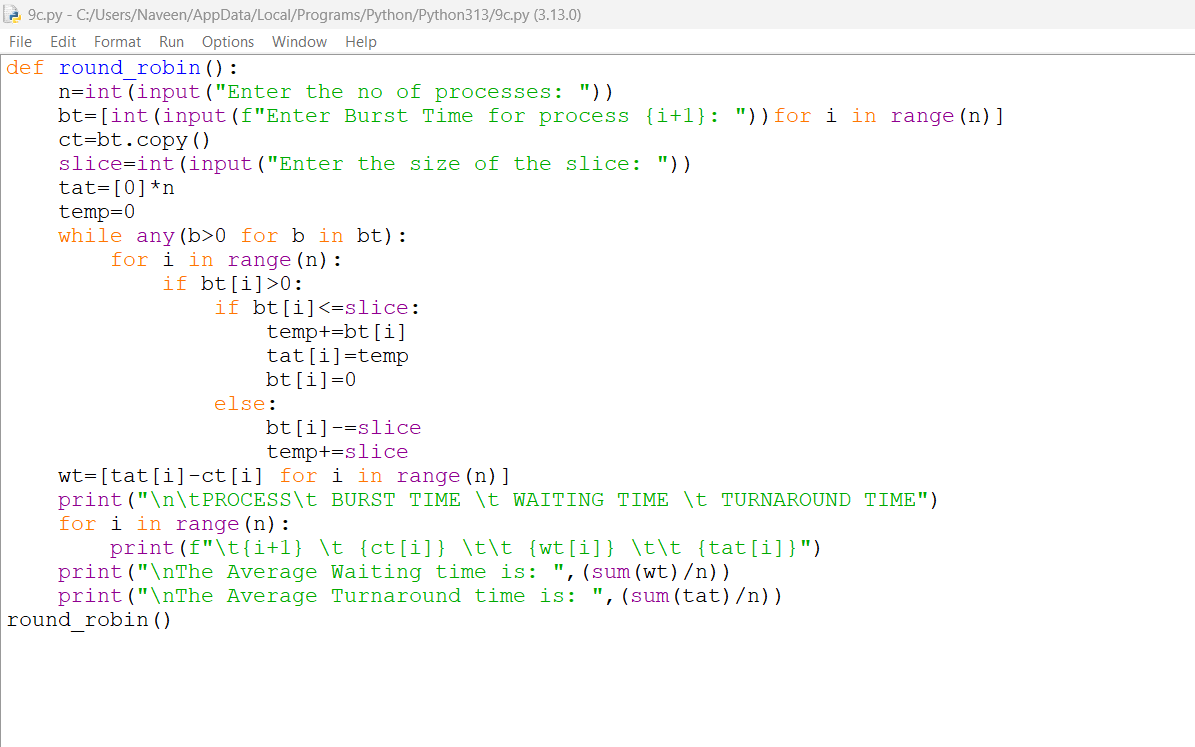 9c.py - C:/Users/Naveen/AppData/Local/Programs/Python/Python313/9c.py (3.13.0)
File Edit Format Run Options Window Help
def round_robin():
    n=int(input("Enter the no of processes: "))
    bt=[int(input(f"Enter Burst Time for process {i+1}: "))for i in range(n)]
    ct=bt.copy()
    slice=int(input("Enter the size of the slice: "))
    tat=[0]*n
    temp=0
    while any(b>0 for b in bt):
        for i in range(n):
            if bt[i]>0:
                if bt[i]<=slice:
                    temp+=bt[i]
                    tat[i]=temp
                    bt[i]=0
                else:
                    bt[i]-=slice
                    temp+=slice
    wt=[tat[i]-ct[i] for i in range(n)]
    print("\n\tPROCESS\t BURST TIME \t WAITING TIME \t TURNAROUND TIME")
    for i in range(n):
        print(f"\t{i+1} \t {ct[i]} \t\t {wt[i]} \t\t {tat[i]}")
    print("\nThe Average Waiting time is: ",(sum(wt)/n))
    print("\nThe Average Turnaround time is: ",(sum(tat)/n))
round_robin()